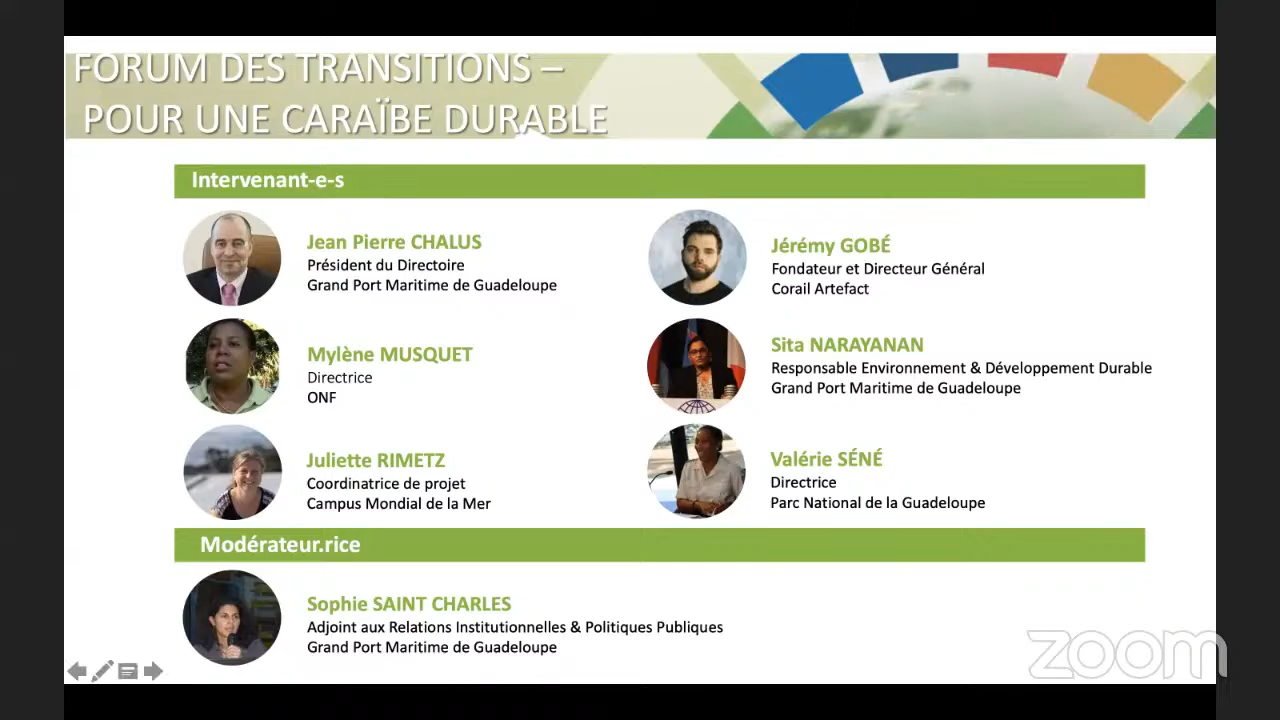 FORUM DES TRANSITIONS –
POUR UNE CARAÏBE DURABLE
Intervenant-e-s
Jean Pierre CHALUS
Président du Directoire
Grand Port Maritime de Guadeloupe
Jérémy GOBÉ
Fondateur et Directeur Général
Corail Artefact
Mylène MUSQUET
Directrice
ONF
Sita NARAYANAN
Responsable Environnement & Développement Durable
Grand Port Maritime de Guadeloupe
Juliette RIMETZ
Coordinatrice de projet
Campus Mondial de la Mer
Valérie SÉNÉ
Directrice
Parc National de la Guadeloupe
Modérateur.rice
Sophie SAINT CHARLES
Adjoint aux Relations Institutionnelles & Politiques Publiques
Grand Port Maritime de Guadeloupe
zoom